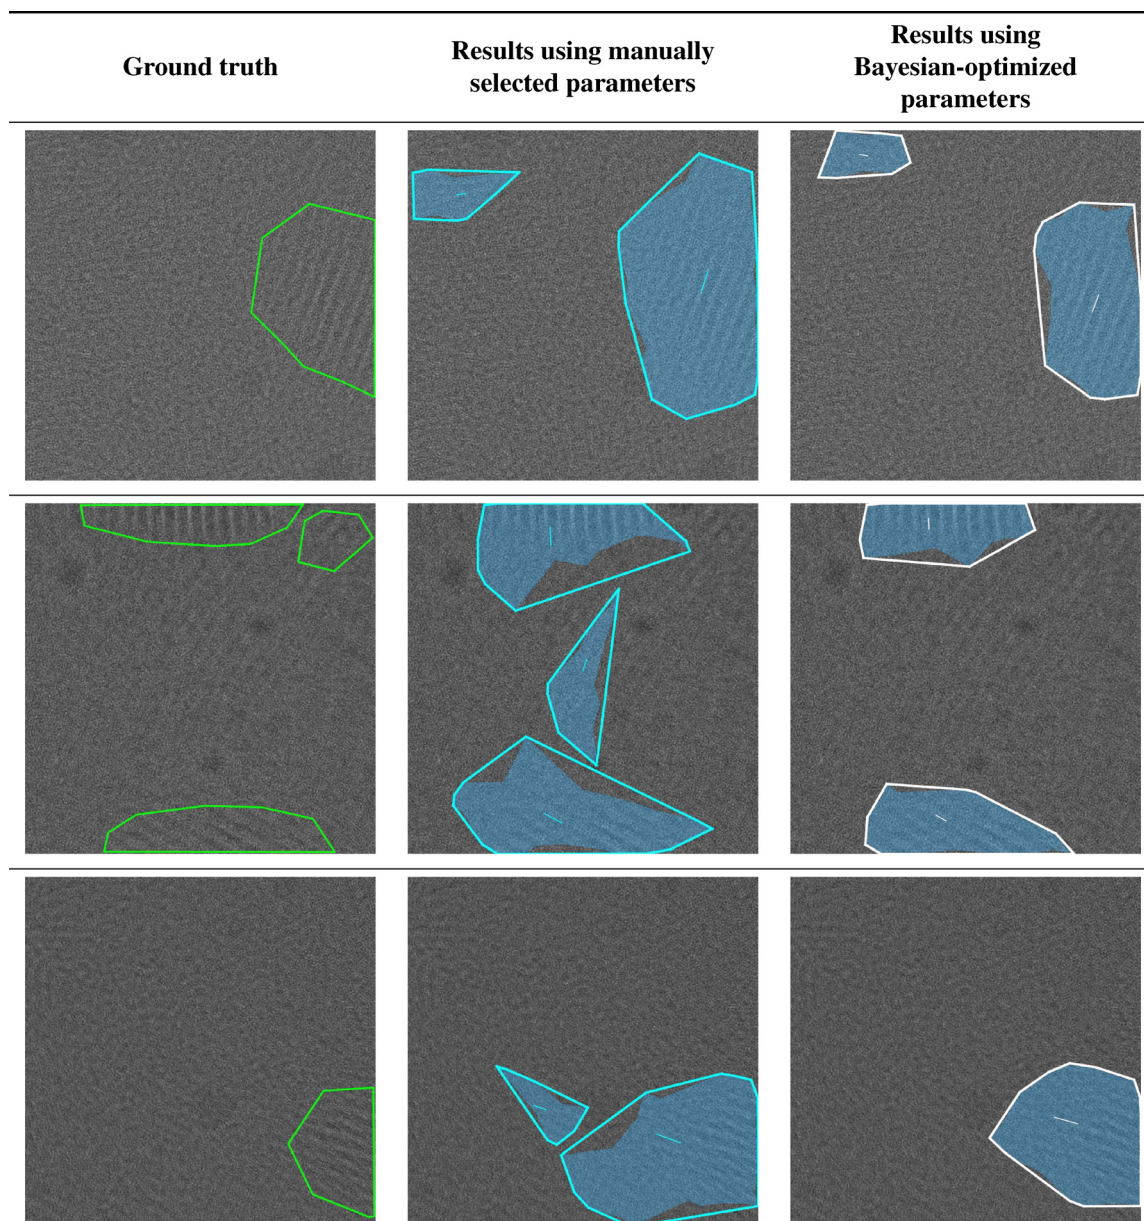 Ground truth
Results using manually
selected parameters
Results using
Bayesian-optimized
parameters